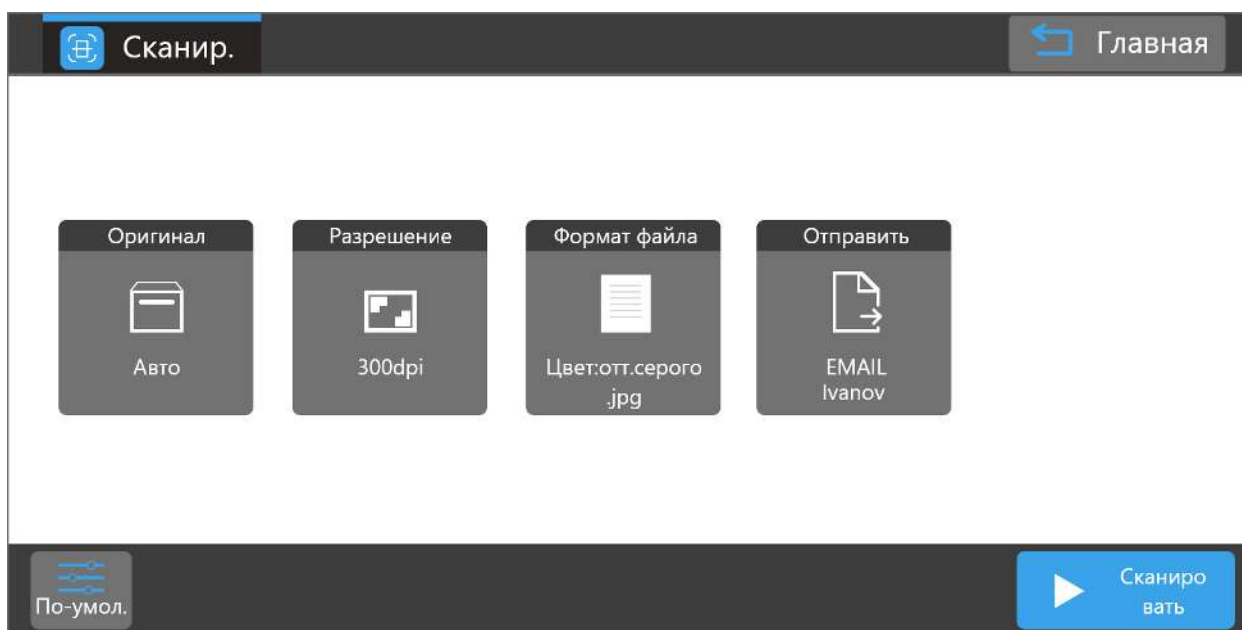 Сканир.
Главная
Оригинал
Разрешение
Формат файла
Отправить
Авто
300dpi
Цвет:отт.серого
.jpg
EMAIL
Ivanov
По-умол.
Сканиро
вать